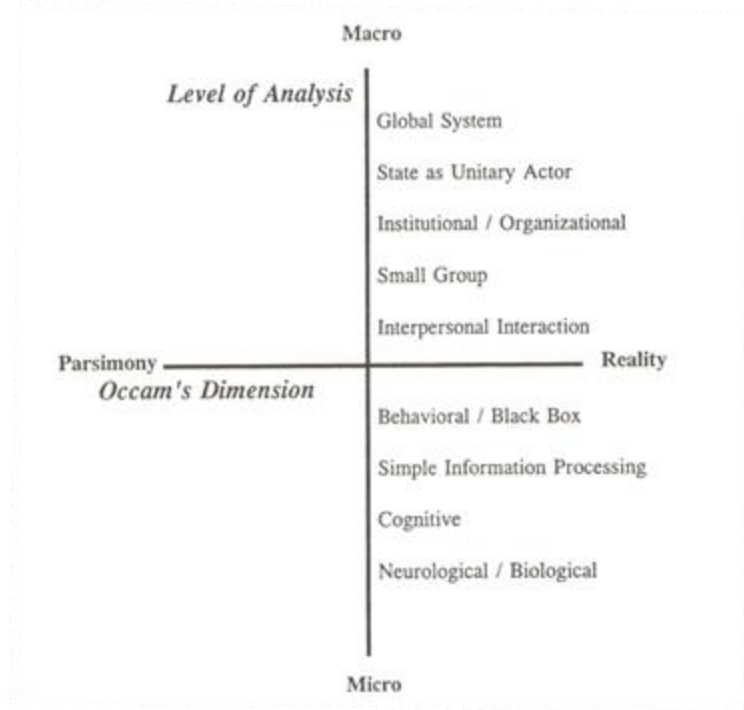 Macro
Level of Analysis
Global System
State as Unitary Actor
Institutional / Organizational
Small Group
Interpersonal Interaction
Parsimony
Reality
Occam's Dimension
Behavioral / Black Box
Simple Information Processing
Cognitive
Neurological / Biological
Micro